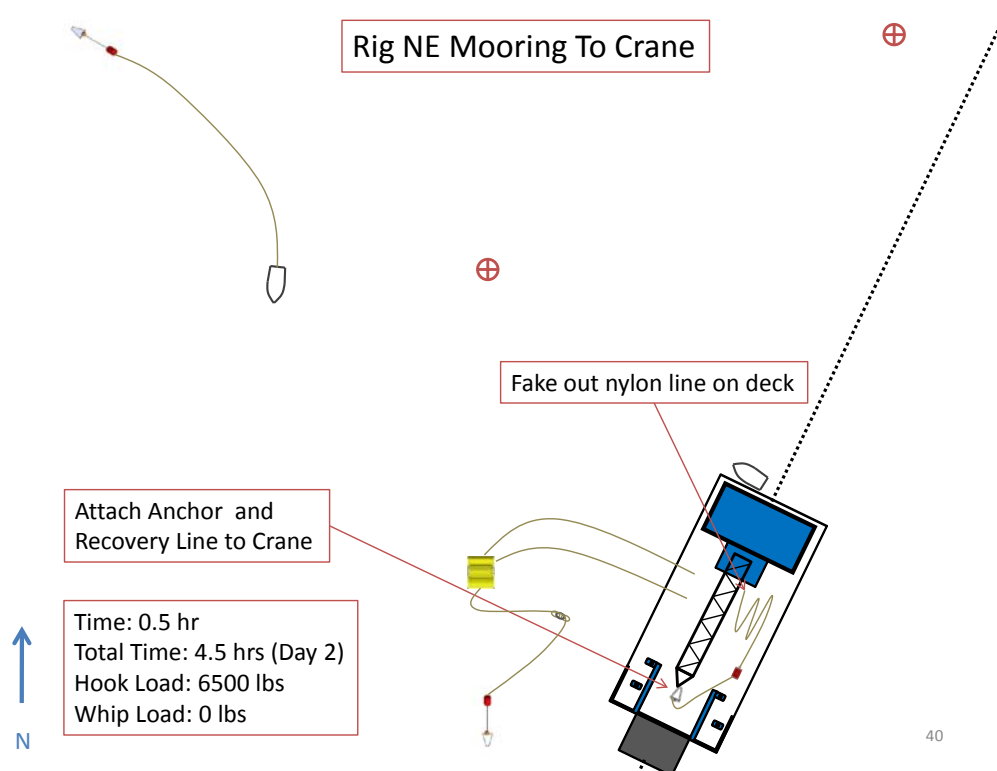 Rig NE Mooring To Crane
Fake out nylon line on deck
Attach Anchor and
Recovery Line to Crane
Time: 0.5 hr
Total Time: 4.5 hrs (Day 2)
Hook Load: 6500 lbs
Whip Load: 0 lbs
N
40